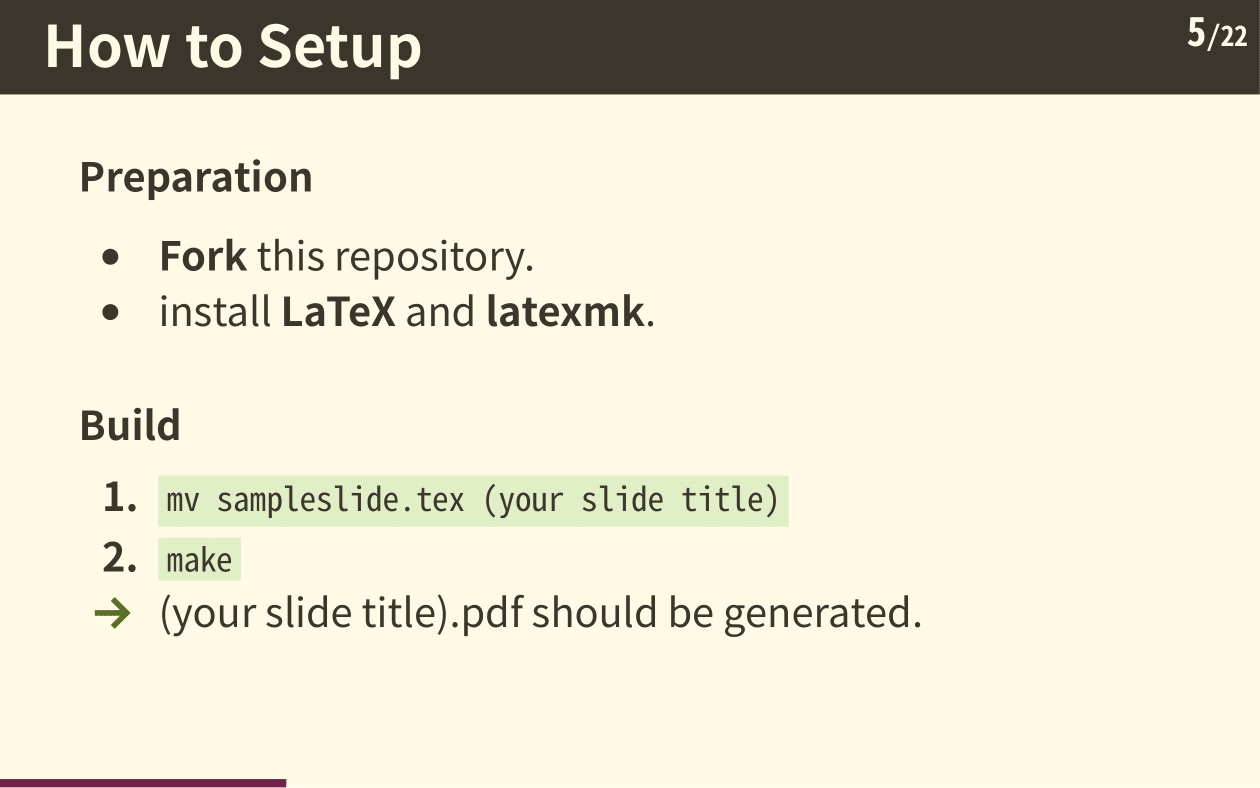 How to Setup
5/22
Preparation
• Fork this repository.
• install LaTeX and latexmk.
Build
1. mv sampleslide.tex (your slide title)
2. make
→ (your slide title).pdf should be generated.